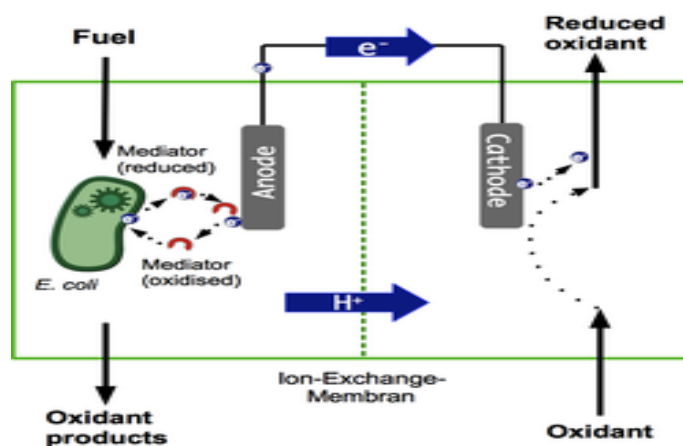 Fuel
e⁻
Reduced
oxidant
Mediator
(reduced)
Anode
Cathode
E. coli
Mediator
(oxidised)
H⁺
Ion-Exchange-
Membran
Oxidant
products
Oxidant